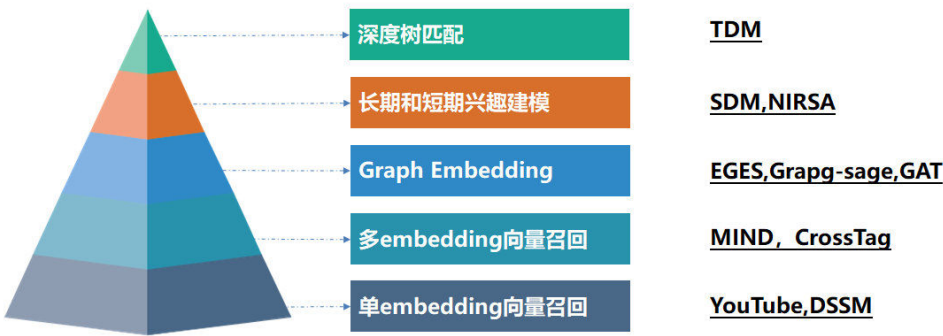 深度树匹配 TDM
长期和短期兴趣建模 SDM,NIRSA
Graph Embedding EGES,Grapg-sage,GAT
多embedding向量召回 MIND，CrossTag
单embedding向量召回 YouTube,DSSM